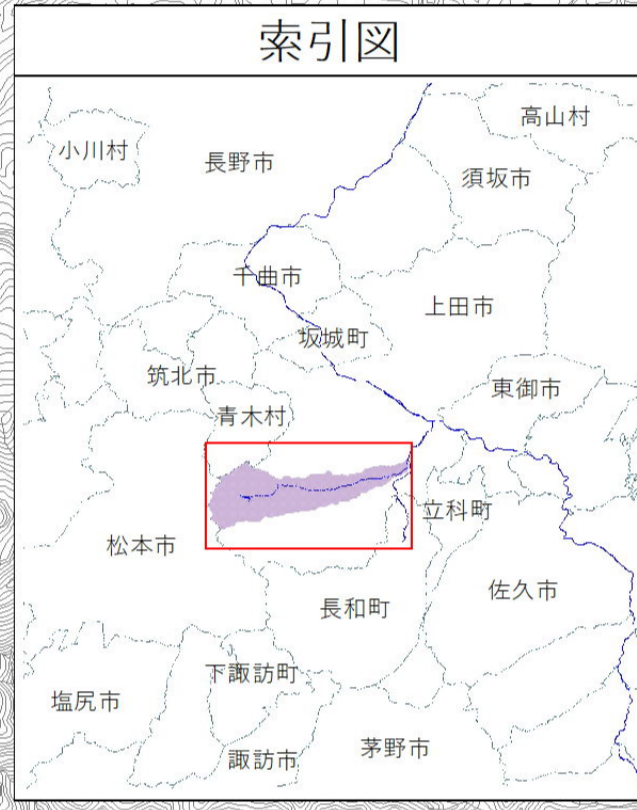 索引図
高山村
小川村
長野市
須坂市
千曲市
上田市
坂城町
筑北市
東御市
青木村
立科町
松本市
佐久市
長和町
下諏訪町
塩尻市
茅野市
諏訪市